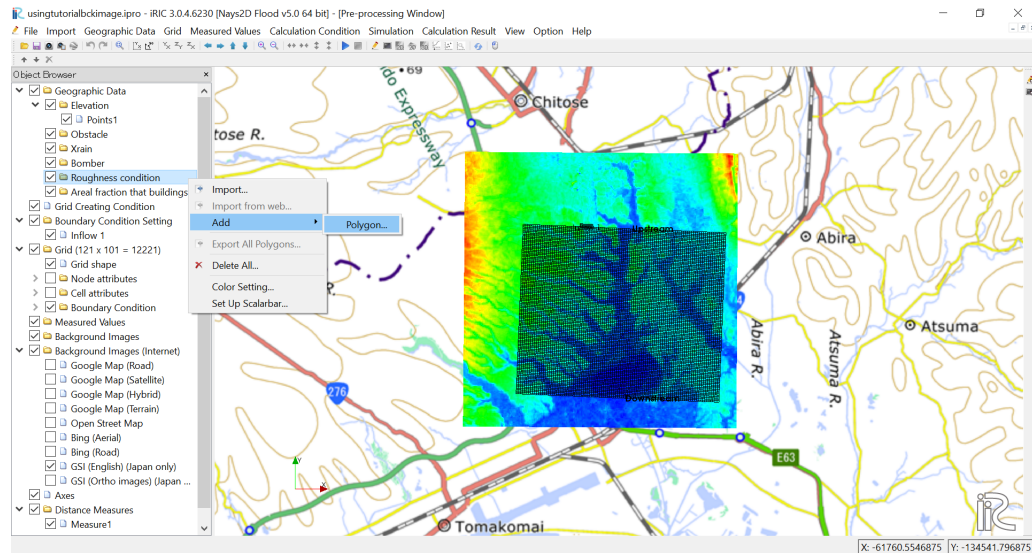 usingtutorialbckimage.ipro - iRIC 3.0.4.6230 [Nays2D Flood v5.0 64 bit] - [Pre-processing Window]
File Import Geographic Data Grid Measured Values Calculation Condition Simulation Calculation Result View Option Help
Object Browser
Geographic Data
Elevation
Points1
Obstacle
Xrain
Bomber
Roughness condition
Areal fraction that buildings
Grid Creating Condition
Boundary Condition Setting
Inflow 1
Grid (121 x 101 = 12221)
Grid shape
Node attributes
Cell attributes
Boundary Condition
Measured Values
Background Images
Background Images (Internet)
Google Map (Road)
Google Map (Satellite)
Google Map (Hybrid)
Google Map (Terrain)
Open Street Map
Bing (Aerial)
Bing (Road)
GSI (English) (Japan only)
GSI (Ortho images) (Japan ...
Axes
Distance Measures
Measure1
Import...
Import from web...
Add
Polygon...
Export All Polygons...
Delete All...
Color Setting...
Set Up Scalarbar...
69
do Expressway
Chitose
tose R.
R.
Upstream
Abira
Atsuma
Abira R.
Atsuma R.
Downstream
276
E63
Tomakomai
Y
X
iRIC
X: -61760.5546875 Y: -134541.796875